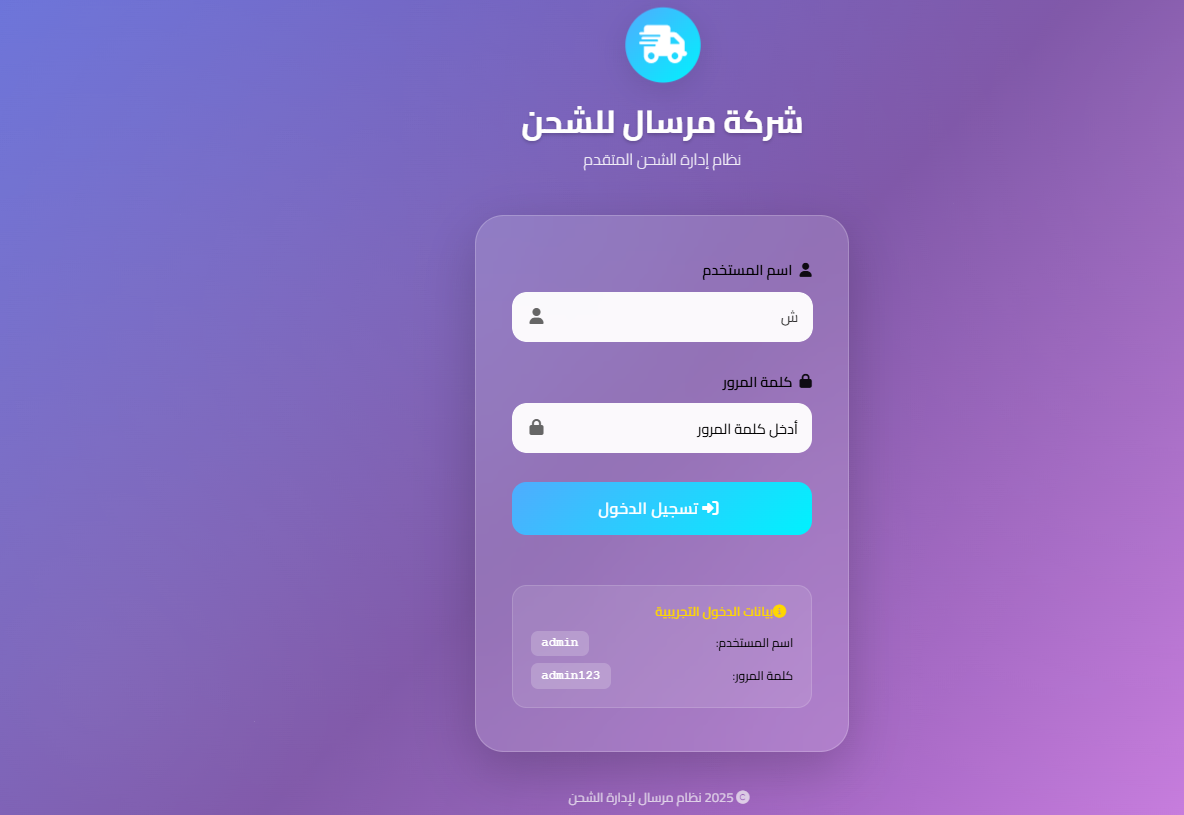 شركة مرسال للشحن
نظام إدارة الشحن المتقدم
اسم المستخدم
ش
كلمة المرور
أدخل كلمة المرور
تسجيل الدخول
بيانات الدخول التجريبية
اسم المستخدم: admin
كلمة المرور: admin123
© 2025 نظام مرسال لإدارة الشحن